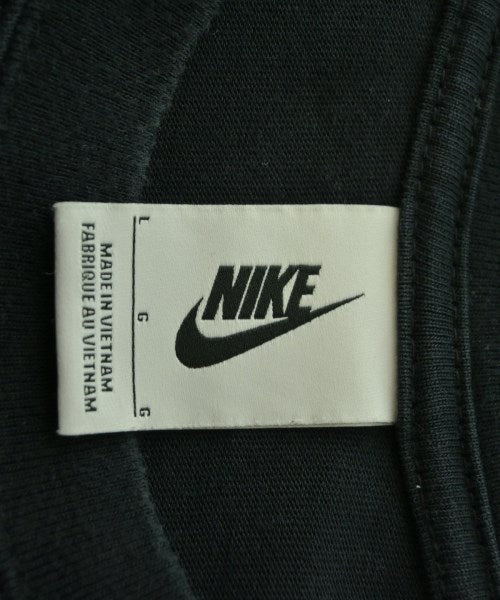 NIKE
L G G
MADE IN VIETNAM
FABRIQUE AU VIETNAM